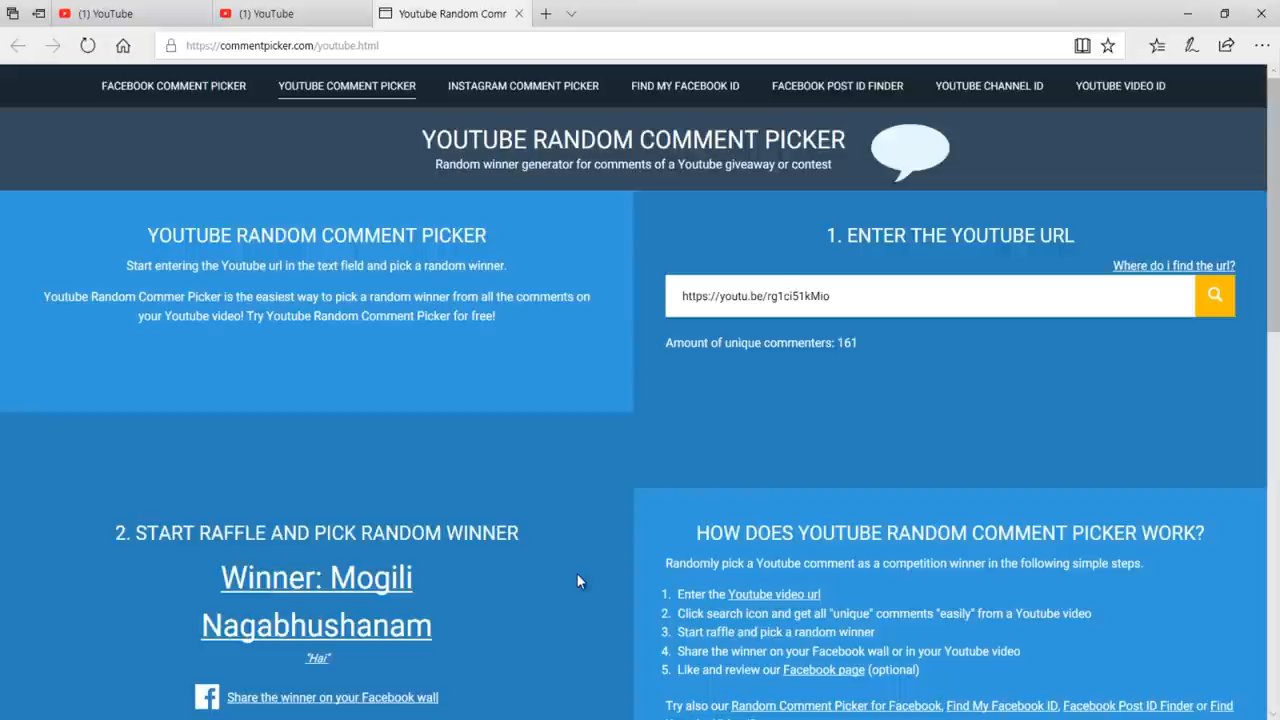 (1) YouTube
(1) YouTube
YouTube Random Comr
https://commentpicker.com/youtube.html
FACEBOOK COMMENT PICKER
YOUTUBE COMMENT PICKER
INSTAGRAM COMMENT PICKER
FIND MY FACEBOOK ID
FACEBOOK POST ID FINDER
YOUTUBE CHANNEL ID
YOUTUBE VIDEO ID
YOUTUBE RANDOM COMMENT PICKER
Random winner generator for comments of a Youtube giveaway or contest
YOUTUBE RANDOM COMMENT PICKER
Start entering the Youtube url in the text field and pick a random winner.
Youtube Random Commer Picker is the easiest way to pick a random winner from all the comments on
your Youtube video! Try Youtube Random Comment Picker for free!
1. ENTER THE YOUTUBE URL
Where do i find the url?
https://youtu.be/rg1ci51kMio
Amount of unique commenters: 161
2. START RAFFLE AND PICK RANDOM WINNER
Winner: Mogili
Nagabhushanam
"Hai"
Share the winner on your Facebook wall
HOW DOES YOUTUBE RANDOM COMMENT PICKER WORK?
Randomly pick a Youtube comment as a competition winner in the following simple steps.
1. Enter the Youtube video url
2. Click search icon and get all "unique" comments "easily" from a Youtube video
3. Start raffle and pick a random winner
4. Share the winner on your Facebook wall or in your Youtube video
5. Like and review our Facebook page (optional)
Try also our Random Comment Picker for Facebook, Find My Facebook ID, Facebook Post ID Finder or Find